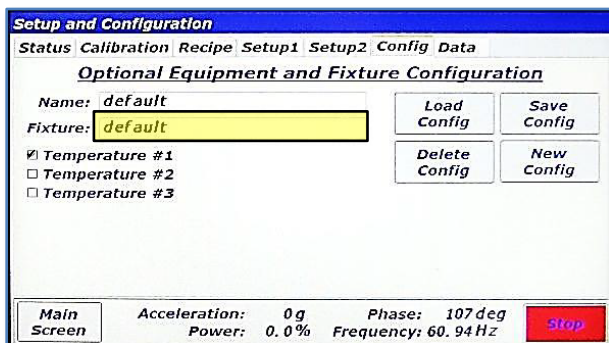 Setup and Configuration
Status Calibration Recipe Setup1 Setup2 Config Data
Optional Equipment and Fixture Configuration
Name: default
Fixture: default
Load Config
Save Config
Temperature #1
Temperature #2
Temperature #3
Delete Config
New Config
Main Screen
Acceleration: 0 g Phase: 107 deg
Power: 0.0% Frequency: 60.94 Hz
Stop